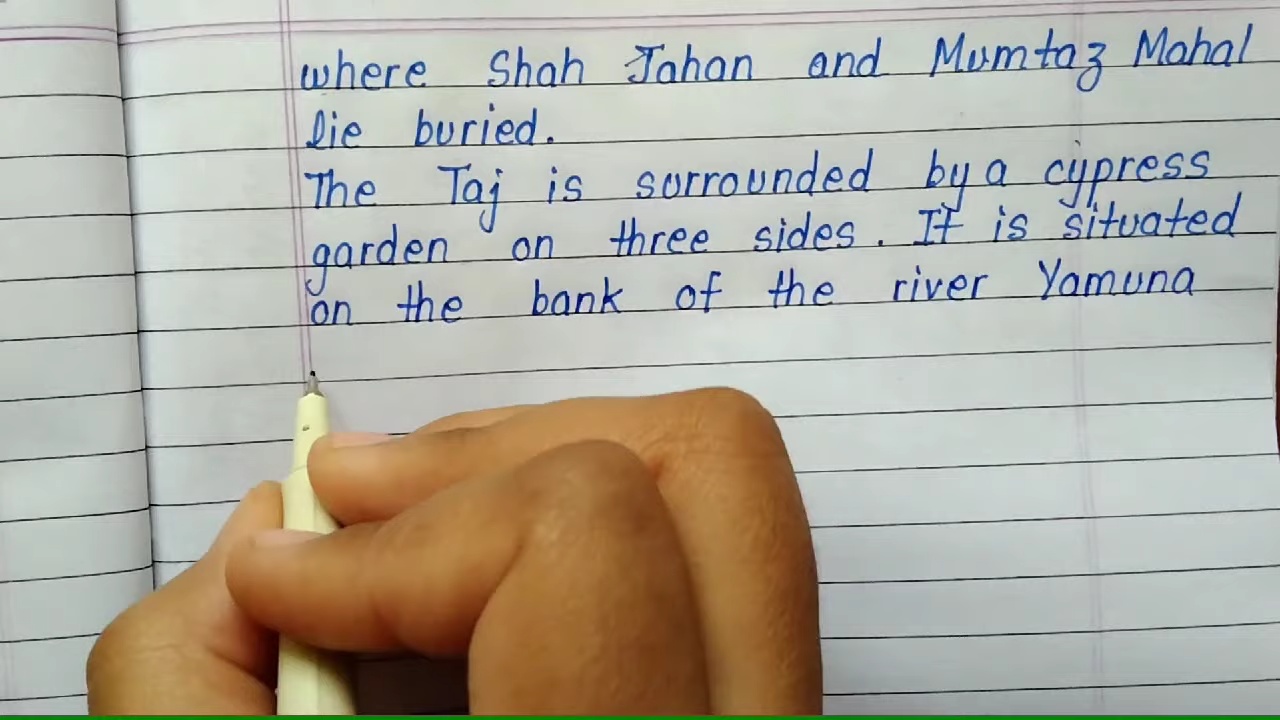 where Shah Jahan and Mumtaz Mahal
lie buried.
The Taj is surrounded by a cypress
garden on three sides. It is situated
on the bank of the river Yamuna